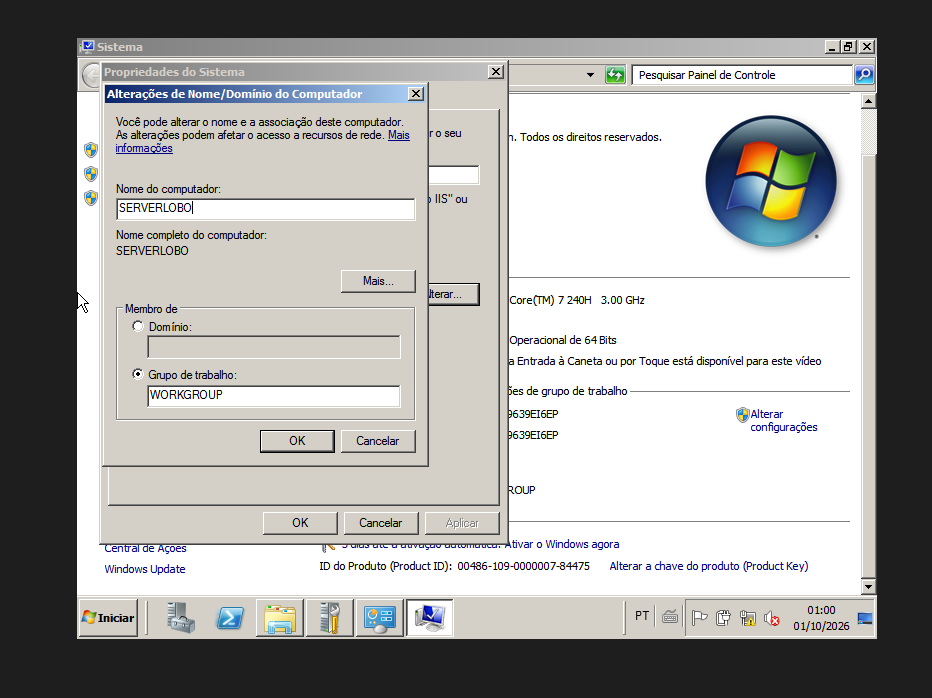 Sistema
Propriedades do Sistema
Pesquisar Painel de Controle
Alterações de Nome/Domínio do Computador
Você pode alterar o nome e a associação deste computador.
As alterações podem afetar o acesso a recursos de rede. Mais
informações
r o seu
n. Todos os direitos reservados.
Nome do computador:
SERVERLOBO
IIS" ou
Nome completo do computador:
SERVERLOBO
Mais...
lterar...
Core(TM) 7 240H 3.00 GHz
Membro de
Domínio:
Operacional de 64 Bits
a Entrada à Caneta ou por Toque está disponível para este vídeo
Grupo de trabalho:
WORKGROUP
ões de grupo de trabalho
9639EI6EP
Alterar
configurações
9639EI6EP
OK
Cancelar
ROUP
OK
Cancelar
Aplicar
Central de Ações
3 dias até a ativação automática. Ativar o Windows agora
Windows Update
ID do Produto (Product ID): 00486-109-0000007-84475
Alterar a chave do produto (Product Key)
Iniciar
PT
01:00
01/10/2026